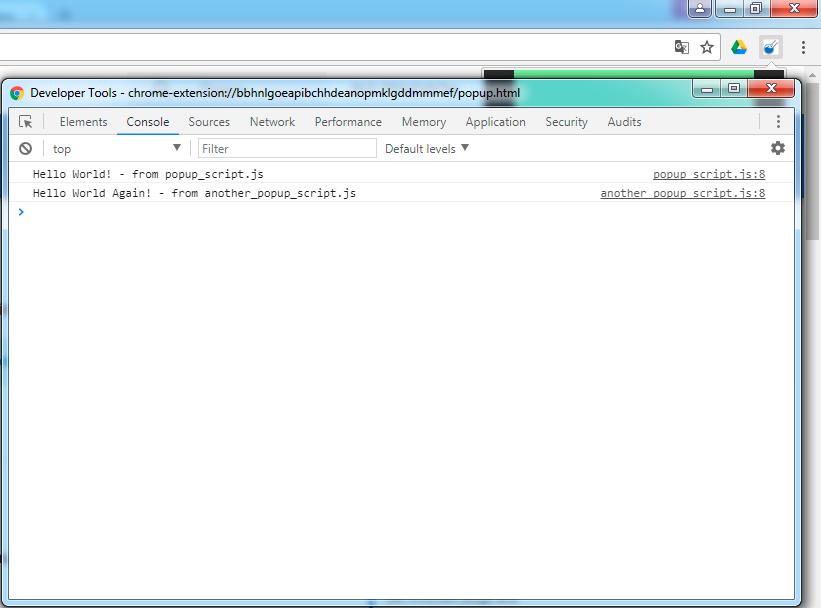 Developer Tools - chrome-extension://bbhnlgoeapibchhdeanopmklgddmmmef/popup.html
Elements Console Sources Network Performance Memory Application Security Audits
top Filter Default levels
Hello World! - from popup_script.js popup_script.js:8
Hello World Again! - from another_popup_script.js another_popup_script.js:8